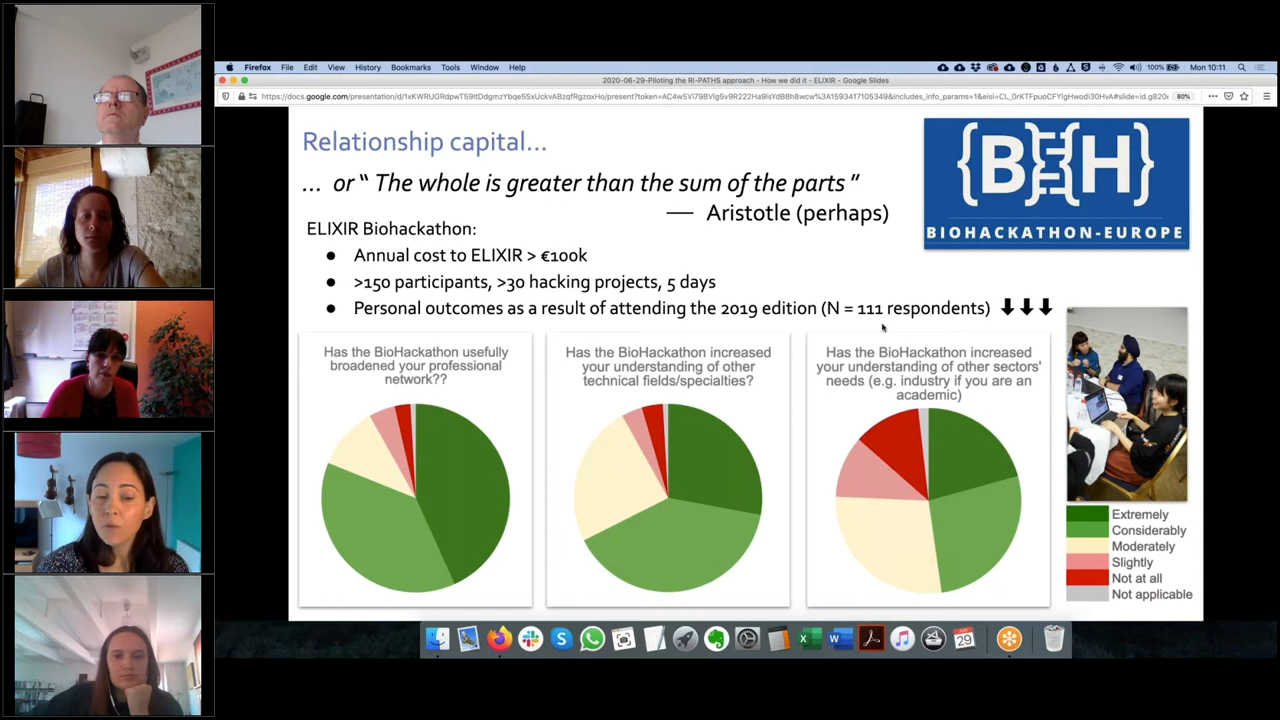 Firefox File Edit View History Bookmarks Tools Window Help
100%
Mon 10:11
2020-06-29-Piloting the RI-PATHS approach - How we did it - ELIXIR - Google Slides
80%
Relationship capital...
... or “ The whole is greater than the sum of the parts ”
— Aristotle (perhaps)
{BEH}
BIOHACKATHON-EUROPE
ELIXIR Biohackathon:
● Annual cost to ELIXIR > €100k
● >150 participants, >30 hacking projects, 5 days
● Personal outcomes as a result of attending the 2019 edition (N = 111 respondents)
Has the BioHackathon usefully
broadened your professional
network??
Has the BioHackathon increased
your understanding of other
technical fields/specialties?
Has the BioHackathon increased
your understanding of other sectors'
needs (e.g. industry if you are an
academic)
Extremely
Considerably
Moderately
Slightly
Not at all
Not applicable
JUN
29